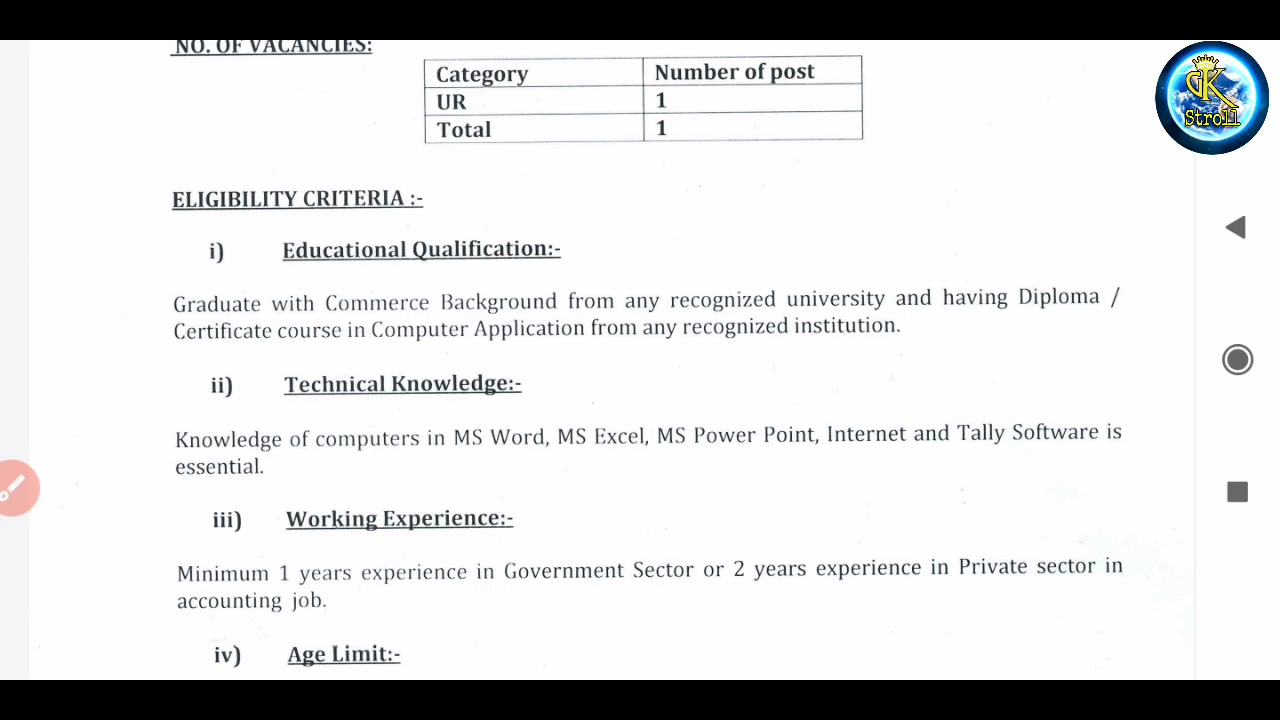 NO. OF VACANCIES:
Category Number of post
UR 1
Total 1
GK
Stroll
ELIGIBILITY CRITERIA :-
i) Educational Qualification:-
Graduate with Commerce Background from any recognized university and having Diploma /
Certificate course in Computer Application from any recognized institution.
ii) Technical Knowledge:-
Knowledge of computers in MS Word, MS Excel, MS Power Point, Internet and Tally Software is
essential.
iii) Working Experience:-
Minimum 1 years experience in Government Sector or 2 years experience in Private sector in
accounting job.
iv) Age Limit:-